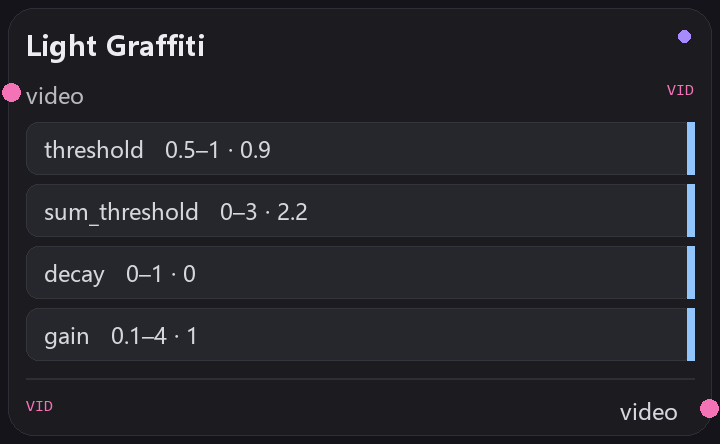 Light Graffiti
video VID
threshold 0.5–1 · 0.9
sum_threshold 0–3 · 2.2
decay 0–1 · 0
gain 0.1–4 · 1
VID video